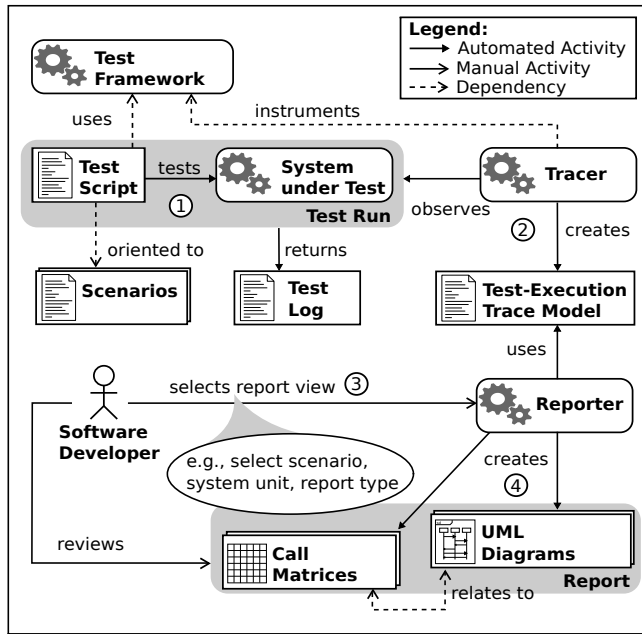 Legend:
Automated Activity
Manual Activity
Dependency
Test
Framework
uses
instruments
Test
Script
tests
1
System
under Test
Test Run
observes
Tracer
2
creates
oriented to
Scenarios
returns
Test
Log
Test-Execution
Trace Model
uses
Software
Developer
selects report view 3
Reporter
e.g., select scenario,
system unit, report type
creates
4
reviews
Call
Matrices
UML
Diagrams
Report
relates to